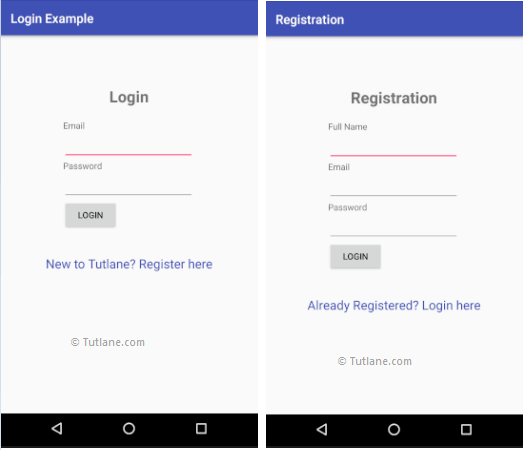 Login Example
Login
Email
Password
LOGIN
New to Tutlane? Register here
© Tutlane.com
Registration
Registration
Full Name
Email
Password
LOGIN
Already Registered? Login here
© Tutlane.com